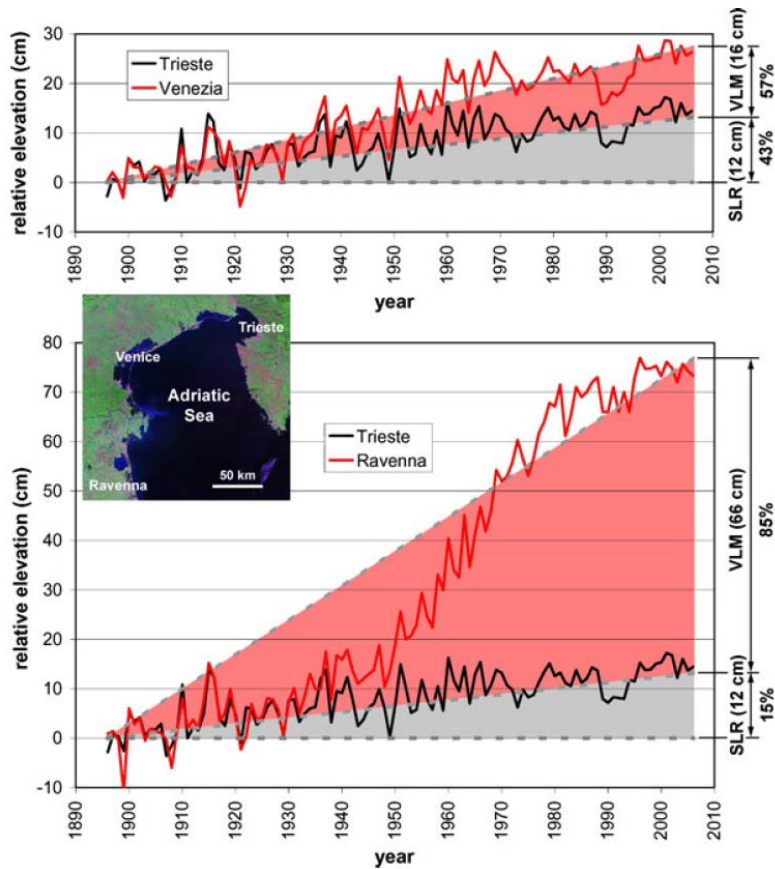 30
20
10
0
-10
relative elevation (cm)
Trieste
Venezia
1890 1900 1910 1920 1930 1940 1950 1960 1970 1980 1990 2000 2010
year
SLR (12 cm) VLM (16 cm)
43% 57%
80
70
60
50
40
30
20
10
0
-10
relative elevation (cm)
Trieste
Venice
Adriatic
Sea
50 km
Ravenna
Trieste
Ravenna
1890 1900 1910 1920 1930 1940 1950 1960 1970 1980 1990 2000 2010
year
SLR (12 cm) VLM (66 cm)
15% 85%